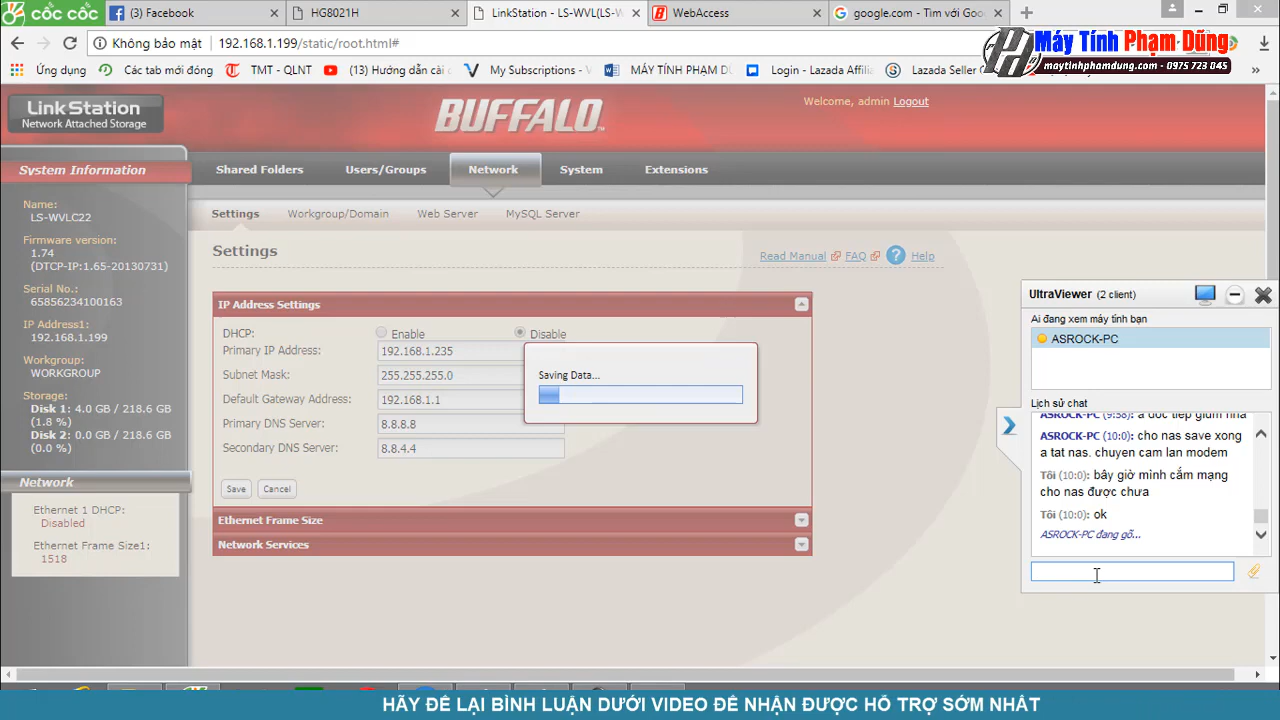 CỐC CỐC
(3) Facebook
HG8021H
LinkStation - LS-WVL(LS-W
WebAccess
google.com - Tìm với Goo
Không bảo mật
192.168.1.199/static/root.html#
Máy Tính Phạm Dũng
www.maytinhphamdung.com - 0975 723 045
Ứng dụng
Các tab mới đóng
TMT - QLNT
(13) Hướng dẫn cài
My Subscriptions -
MÁY TÍNH PHẠM
Login - Lazada Affilia
Lazada Seller
LinkStation
Network Attached Storage
BUFFALO
Welcome, admin Logout
System Information
Shared Folders
Users/Groups
Network
System
Extensions
Settings
Workgroup/Domain
Web Server
MySQL Server
Name:
LS-WVLC22
Firmware version:
1.74
(DTCP-IP:1.65-20130731)
Serial No.:
65856234100163
IP Address1:
192.168.1.199
Workgroup:
WORKGROUP
Storage:
Disk 1: 4.0 GB / 218.6 GB
(1.8 %)
Disk 2: 0.0 GB / 218.6 GB
(0.0 %)
Network
Ethernet 1 DHCP:
Disabled
Ethernet Frame Size1:
1518
Settings
Read Manual
FAQ
Help
IP Address Settings
DHCP:
Enable
Disable
Primary IP Address:
192.168.1.235
Subnet Mask:
255.255.255.0
Default Gateway Address:
192.168.1.1
Primary DNS Server:
8.8.8.8
Secondary DNS Server:
8.8.4.4
Save
Cancel
Ethernet Frame Size
Network Services
Saving Data...
UltraViewer (2 client)
Ai đang xem máy tính bạn
ASROCK-PC
Lịch sử chat
ASROCK-PC (9:58): a doc tiep gium nha
ASROCK-PC (10:0): cho nas save xong
a tat nas. chuyen cam lan modem
Tôi (10:0): bây giờ mình cắm mạng
cho nas được chưa
Tôi (10:0): ok
ASROCK-PC đang gõ...
HÃY ĐỂ LẠI BÌNH LUẬN DƯỚI VIDEO ĐỂ NHẬN ĐƯỢC HỖ TRỢ SỚM NHẤT